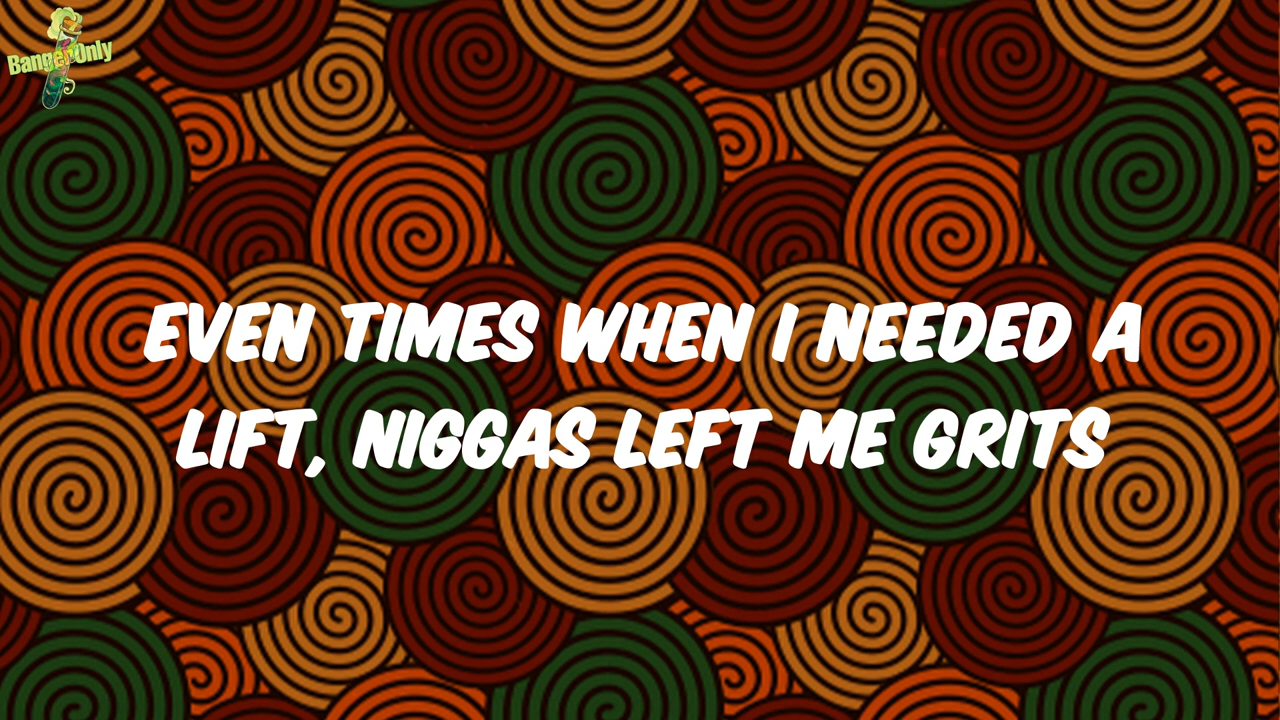 BangerOnly
EVEN TIMES WHEN I NEEDED A
LIFT, NIGGAS LEFT ME GRITS